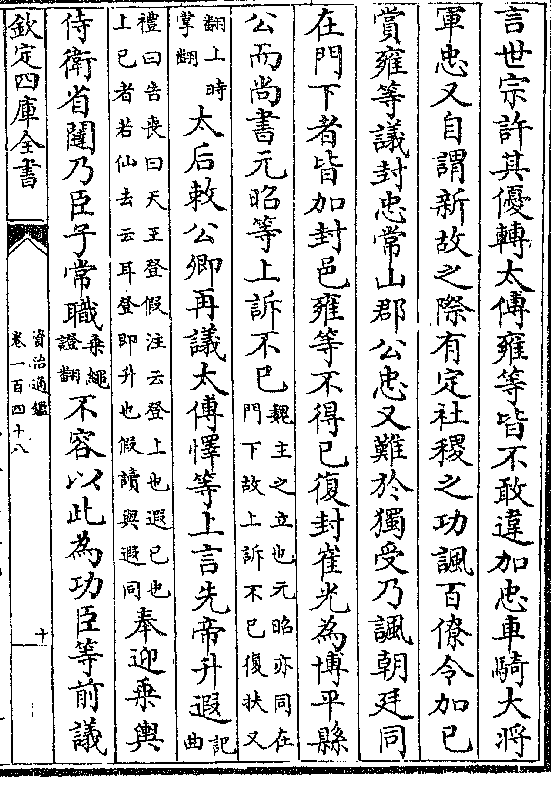 言世宗許其優轉太傅雍等皆不敢違加忠車騎大將
軍忠又自謂新故之際有定社稷之功諷百僚令加已
賞雍等議封忠常山郡公忠又難於獨受乃諷朝廷同
在門下者皆加封邑雍等不得已復封崔光為博平縣
公而尚書元昭等上訴不已
魏主之立也元昭亦同在
門下故上訴不已復扶又
翻上時
掌翻
太后敕公卿再議太傅懌等上言先帝升遐
記
曲
禮曰告喪曰天王登假注云登上也遐已也
上已者若仙去云耳登即升也假讀與遐同
奉迎乗輿
侍衛省闥乃臣子常職
乗繩
證翻
不容以此為功臣等前議
欽定四庫全書
資治通鑑
卷一百四十八
十